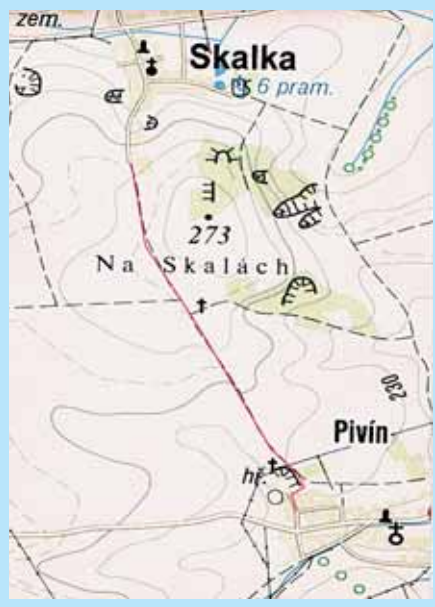 zem.
Skalka
6 pram.
273
Na Skalách
230
Pivín
hř.